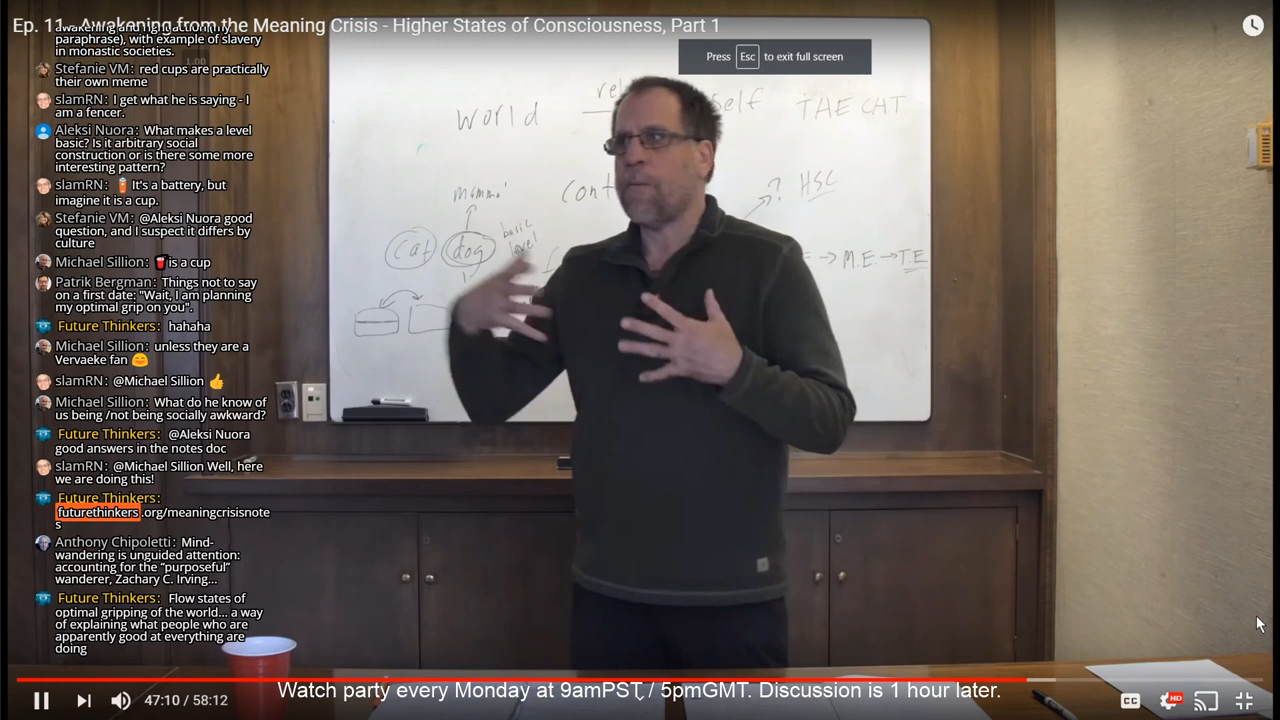 Ep. 11 - Awakening from the Meaning Crisis - Higher States of Consciousness, Part 1
awakening and right action (my
paraphrase), with example of slavery
in monastic societies.
Press Esc to exit full screen
Stefanie VM: red cups are practically
their own meme
slamRN: I get what he is saying - I
am a fencer.
Aleksi Nuora: What makes a level
basic? Is it arbitrary social
construction or is there some more
interesting pattern?
slamRN: It's a battery, but
imagine it is a cup.
Stefanie VM: @Aleksi Nuora good
question, and I suspect it differs by
culture
Michael Sillion: is a cup
Patrik Bergman: Things not to say
on a first date: "Wait, I am planning
my optimal grip on you".
Future Thinkers: hahaha
Michael Sillion: unless they are a
Vervaeke fan 😊
slamRN: @Michael Sillion 👍
Michael Sillion: What do he know of
us being /not being socially awkward?
Future Thinkers: @Aleksi Nuora
good answers in the notes doc
slamRN: @Michael Sillion Well, here
we are doing this!
Future Thinkers:
futurethinkers.org/meaningcrisisnote
s
Anthony Chipoletti: Mind-
wandering is unguided attention:
accounting for the "purposeful"
wanderer, Zachary C. Irving...
Future Thinkers: Flow states of
optimal gripping of the world... a way
of explaining what people who are
apparently good at everything are
doing
world self THE CAT
HSC
cat dog basic level
→ M.E. → T.E
Watch party every Monday at 9amPST / 5pmGMT. Discussion is 1 hour later.
47:10 / 58:12
CC HD